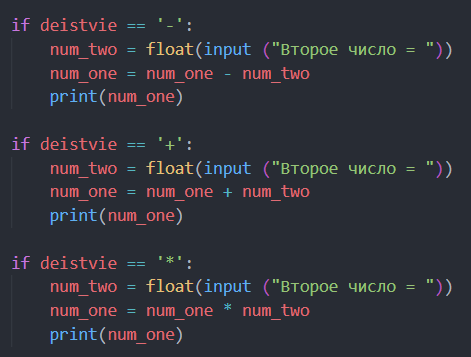 if deistvie == '-':
    num_two = float(input ("Второе число = "))
    num_one = num_one - num_two
    print(num_one)
if deistvie == '+':
    num_two = float(input ("Второе число = "))
    num_one = num_one + num_two
    print(num_one)
if deistvie == '*':
    num_two = float(input ("Второе число = "))
    num_one = num_one * num_two
    print(num_one)